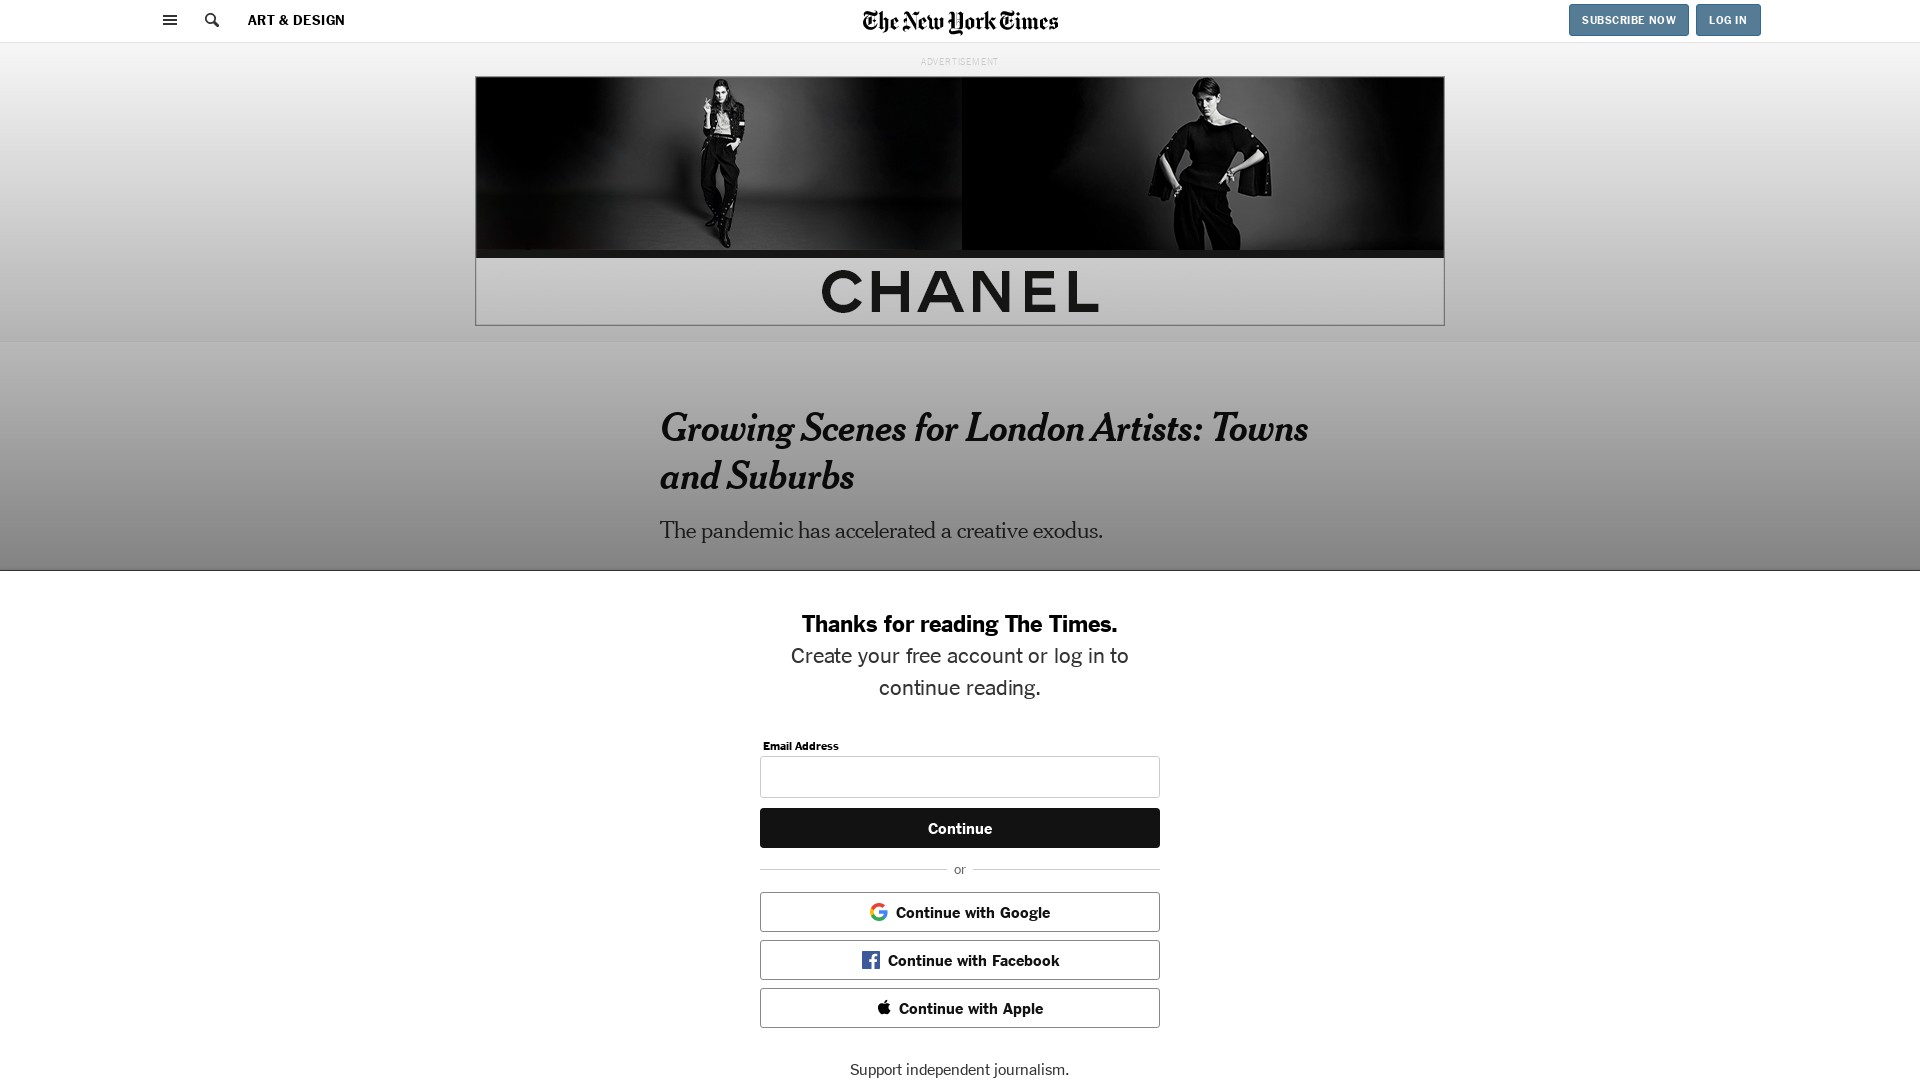 ART & DESIGN
The New York Times
SUBSCRIBE NOW
LOG IN
ADVERTISEMENT
CHANEL
Growing Scenes for London Artists: Towns
and Suburbs
The pandemic has accelerated a creative exodus.
Thanks for reading The Times.
Create your free account or log in to
continue reading.
Email Address
Continue
or
Continue with Google
Continue with Facebook
Continue with Apple
Support independent journalism.